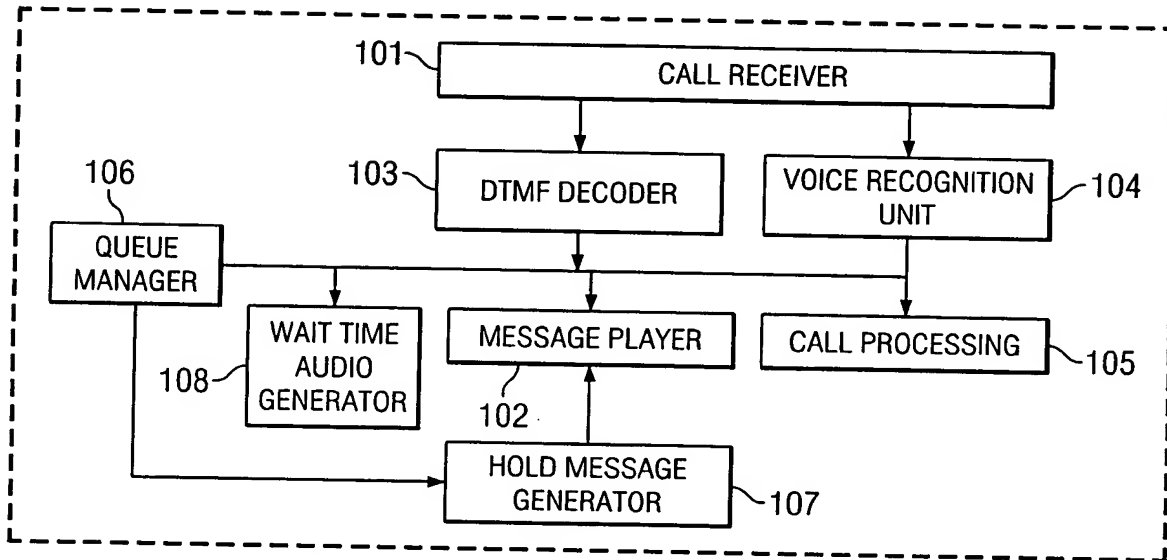 101
CALL RECEIVER
103
DTMF DECODER
VOICE RECOGNITION
UNIT
104
106
QUEUE
MANAGER
WAIT TIME
AUDIO
GENERATOR
108
MESSAGE PLAYER
102
CALL PROCESSING
105
HOLD MESSAGE
GENERATOR
107